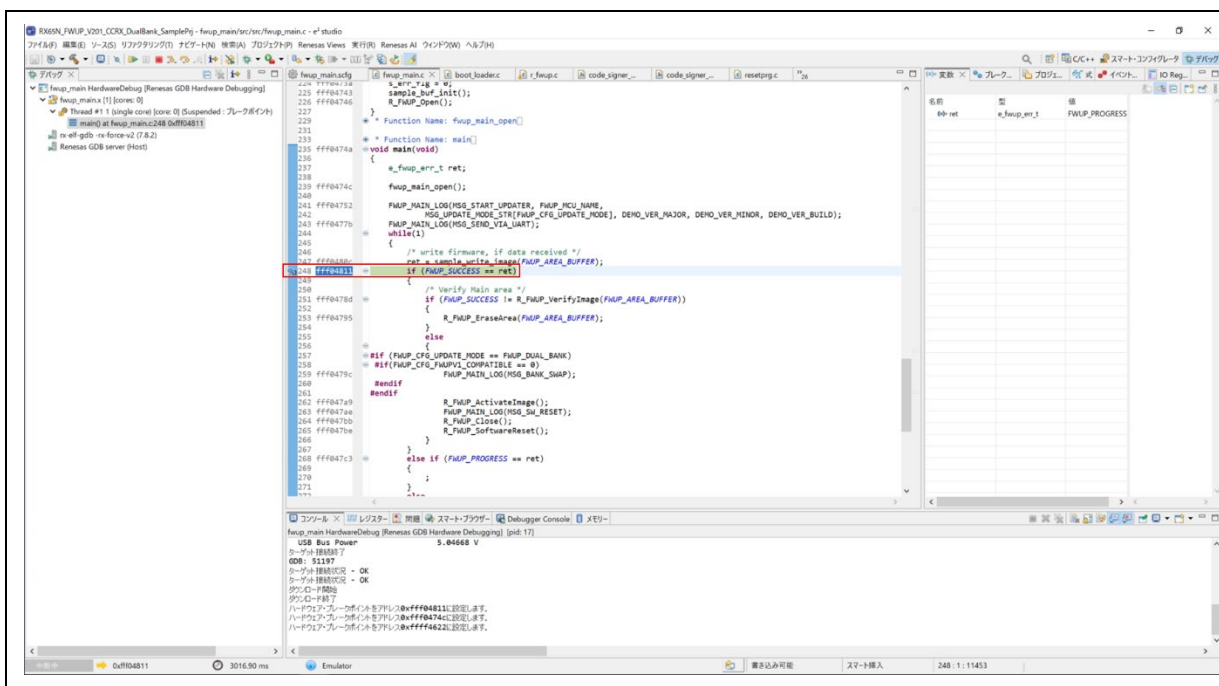 RX65N_FWUP_V201_CCRX_DualBank_SamplePrj - fwup_main/src/src/fwup_main.c - e² studio
ファイル(F) 編集(E) ソース(S) リファクタリング(T) ナビゲート(N) 検索(A) プロジェクト(P) Renesas Views 実行(R) Renesas AI ウィンドウ(W) ヘルプ(H)
C/C++ スマート・コンフィグレータ デバッグ
デバッグ
fwup_main HardwareDebug [Renesas GDB Hardware Debugging]
fwup_main.x [1] [cores: 0]
Thread #1 1 (single core) [core: 0] (Suspended : ブレークポイント)
main() at fwup_main.c:248 0xfff04811
rx-elf-gdb -rx-force-v2 (7.8.2)
Renesas GDB server (Host)
fwup_main.scfg fwup_main.c boot_loader.c r_fwup.c code_signer_... code_signer_... resetprg.c
225 fff04743 sample_buf_init();
226 fff04746 R_FWUP_Open();
227 }
229 * Function Name: fwup_main_open
231
233 * Function Name: main
235 fff0474a void main(void)
236 {
237 e_fwup_err_t ret;
238
239 fff0474c fwup_main_open();
240
241 fff04752 FWUP_MAIN_LOG(MSG_START_UPDATER, FWUP_MCU_NAME,
242 MSG_UPDATE_MODE_STR[FWUP_CFG_UPDATE_MODE], DEMO_VER_MAJOR, DEMO_VER_MINOR, DEMO_VER_BUILD);
243 fff0477b FWUP_MAIN_LOG(MSG_SEND_VIA_UART);
244 while(1)
245 {
246 /* write firmware, if data received */
247 fff0480c ret = sample_write_image(FWUP_AREA_BUFFER);
248 fff04811 if (FWUP_SUCCESS == ret)
249 {
250 /* Verify Main area */
251 fff0478d if (FWUP_SUCCESS != R_FWUP_VerifyImage(FWUP_AREA_BUFFER))
252 {
253 fff04795 R_FWUP_EraseArea(FWUP_AREA_BUFFER);
254 }
255 else
256 {
257 #if (FWUP_CFG_UPDATE_MODE == FWUP_DUAL_BANK)
258 #if(FWUP_CFG_FWUPV1_COMPATIBLE == 0)
259 fff0479c FWUP_MAIN_LOG(MSG_BANK_SWAP);
260 #endif
261 #endif
262 fff047a9 R_FWUP_ActivateImage();
263 fff047ae FWUP_MAIN_LOG(MSG_SW_RESET);
264 fff047bb R_FWUP_Close();
265 fff047be R_FWUP_SoftwareReset();
266 }
267 }
268 fff047c3 else if (FWUP_PROGRESS == ret)
269 {
270 ;
271 }
変数 ブレーク... プロジェ... 式 イベント... IO Reg...
名前 型 値
ret e_fwup_err_t FWUP_PROGRESS
コンソール レジスター 問題 スマート・ブラウザー Debugger Console メモリー
fwup_main HardwareDebug [Renesas GDB Hardware Debugging] [pid: 17]
USB Bus Power 5.04668 V
ターゲット接続終了
GDB: 51197
ターゲット接続状況 - OK
ターゲット接続状況 - OK
ダウンロード開始
ダウンロード終了
ハードウェア・ブレークポイントをアドレス0xfff04811に設定します。
ハードウェア・ブレークポイントをアドレス0xfff0474cに設定します。
ハードウェア・ブレークポイントをアドレス0xffff4622に設定します。
0xfff04811 3016.90 ms Emulator 書き込み可能 スマート挿入 248 : 1 : 11453